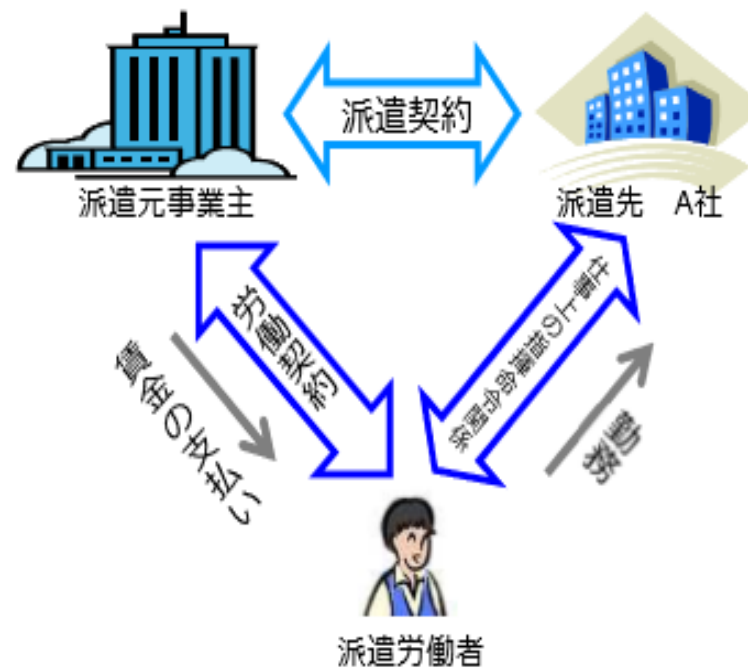 派遣契約
派遣元事業主
派遣先 A社
労働契約
仕事上の指揮命令関係
賃金の支払い
勤務
派遣労働者